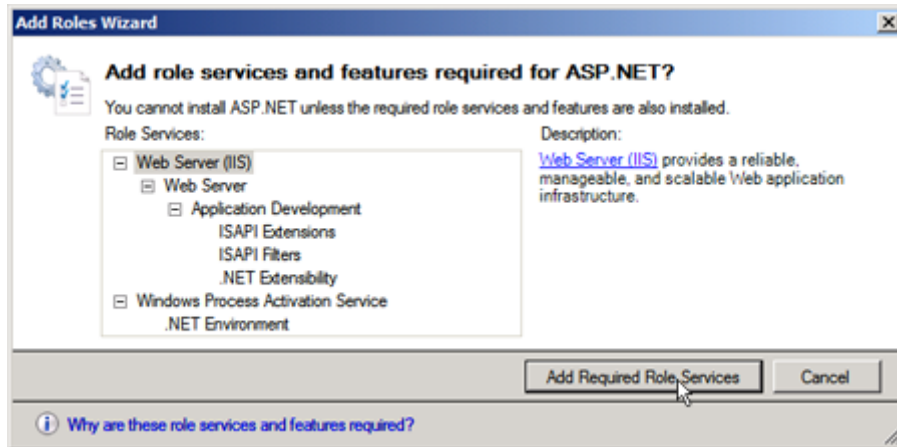 Add Roles Wizard
Add role services and features required for ASP.NET?
You cannot install ASP.NET unless the required role services and features are also installed.
Role Services:
Web Server (IIS)
Web Server
Application Development
ISAPI Extensions
ISAPI Filters
.NET Extensibility
Windows Process Activation Service
.NET Environment
Description:
Web Server (IIS) provides a reliable,
manageable, and scalable Web application
infrastructure.
Add Required Role Services
Cancel
Why are these role services and features required?